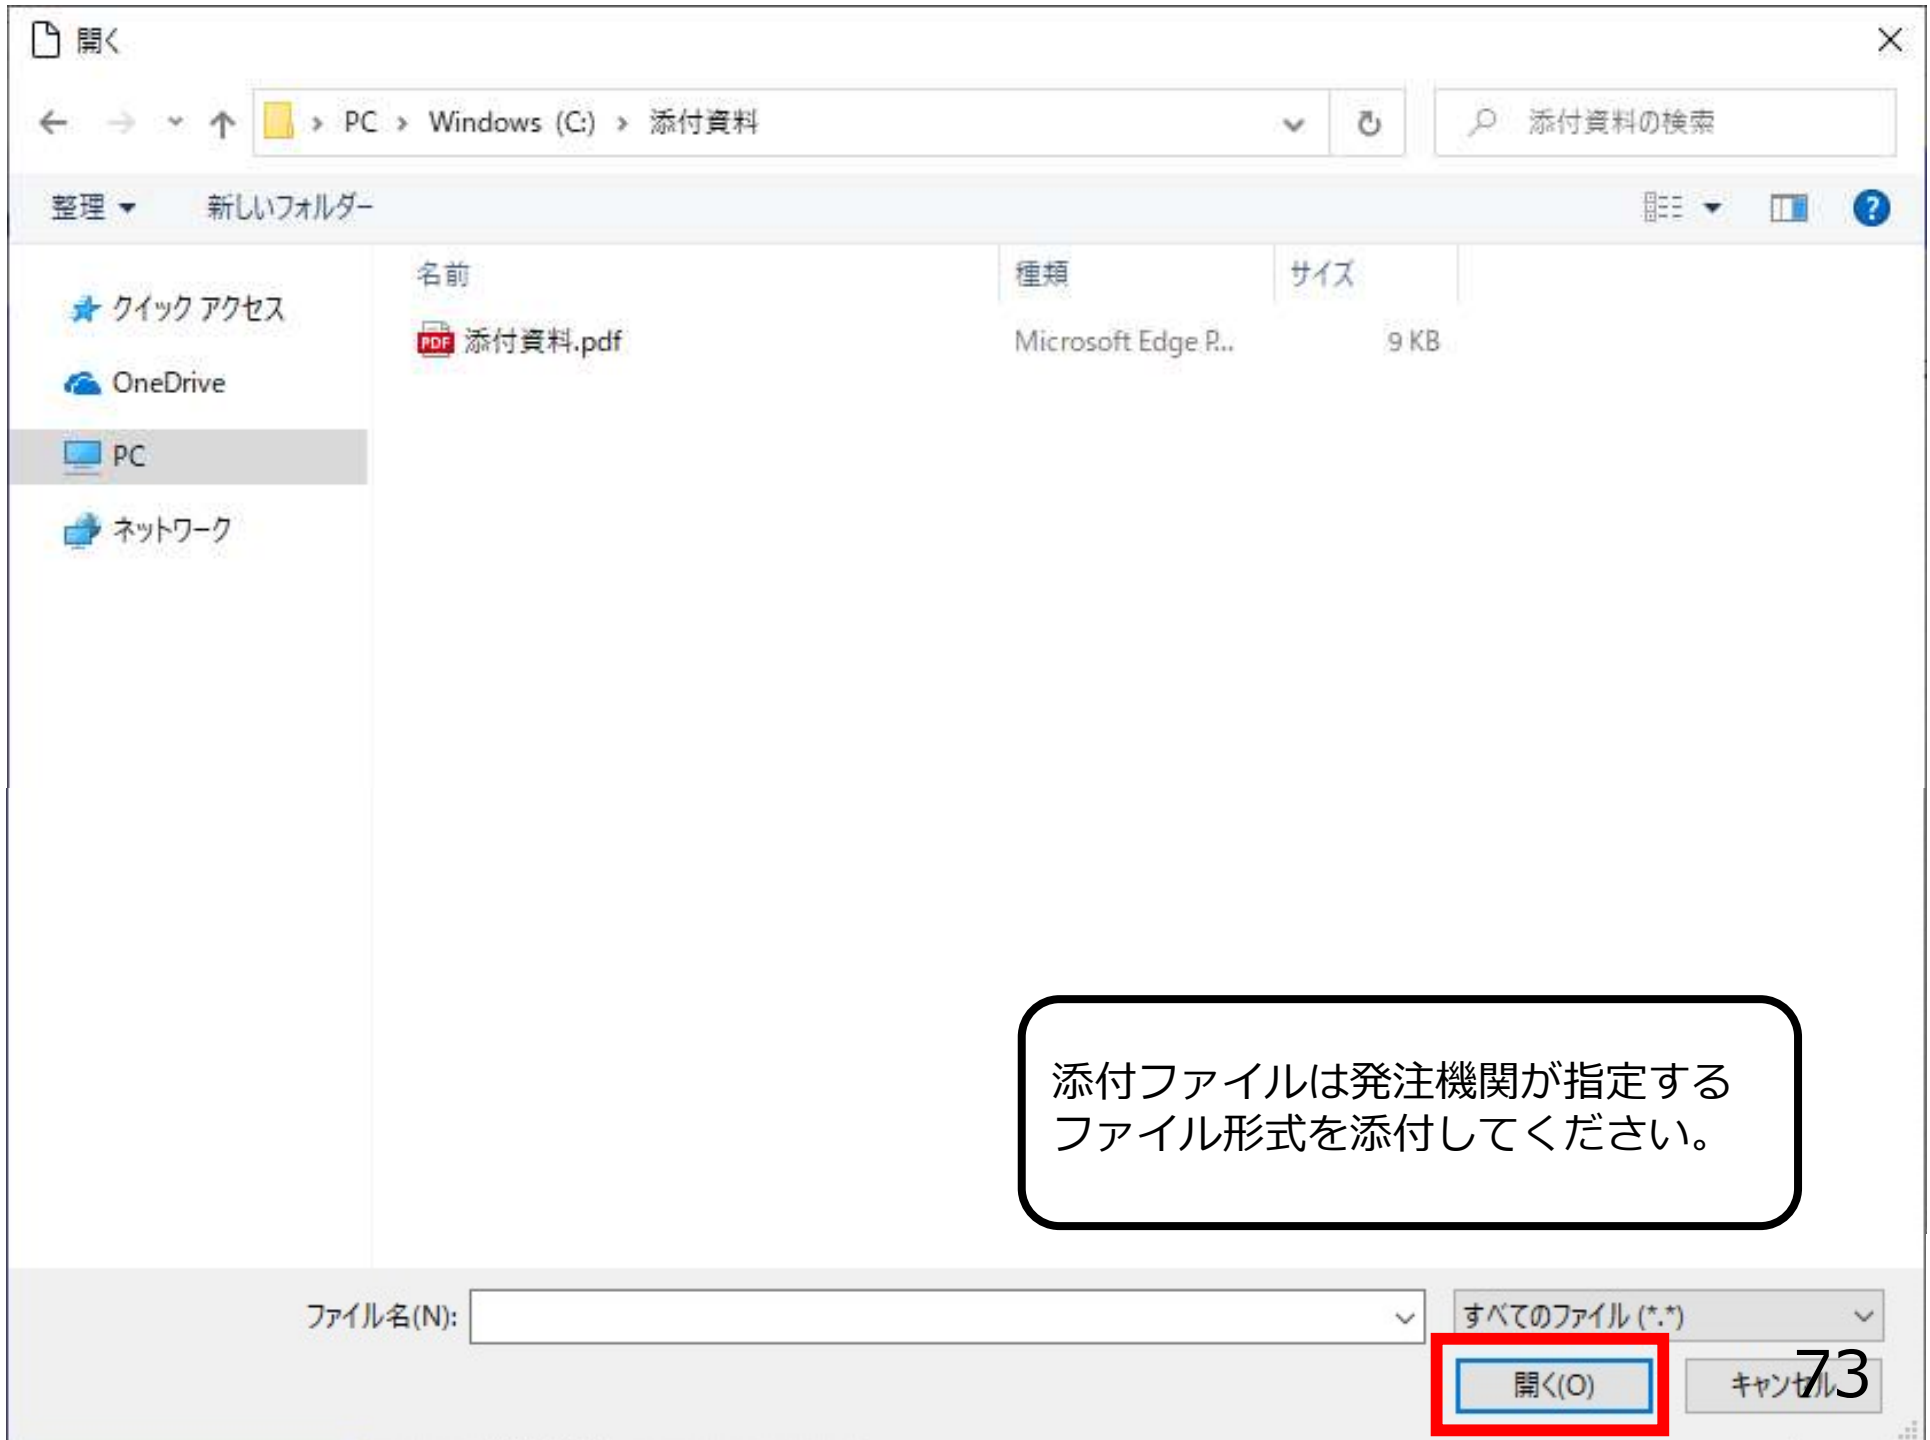 開く
PC › Windows (C:) › 添付資料
添付資料の検索
整理 新しいフォルダー
名前 種類 サイズ
クイック アクセス
PDF 添付資料.pdf Microsoft Edge P... 9 KB
OneDrive
PC
ネットワーク
添付ファイルは発注機関が指定する
ファイル形式を添付してください。
ファイル名(N): すべてのファイル (*.*)
開く(O) キャンセル
73